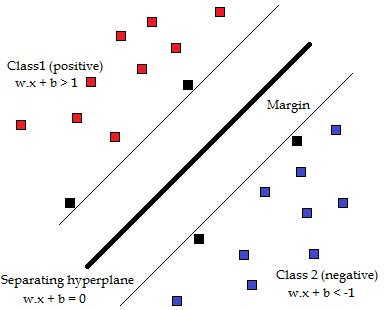 Class1 (positive)
w.x + b > 1
Margin
Separating hyperplane
w.x + b = 0
Class 2 (negative)
w.x + b < -1